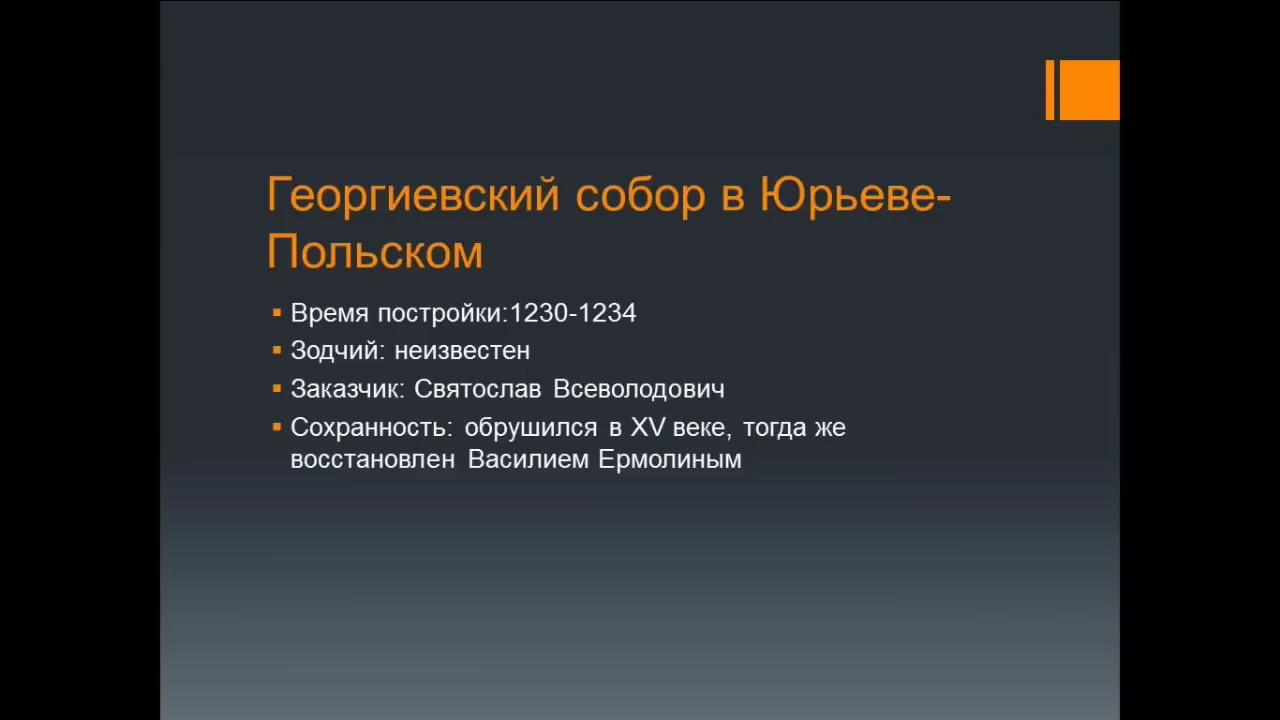 Георгиевский собор в Юрьеве-
Польском
Время постройки:1230-1234
Зодчий: неизвестен
Заказчик: Святослав Всеволодович
Сохранность: обрушился в XV веке, тогда же
восстановлен Василием Ермолиным